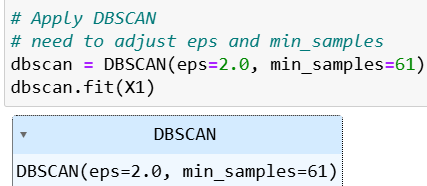 # Apply DBSCAN
# need to adjust eps and min_samples
dbscan = DBSCAN(eps=2.0, min_samples=61)
dbscan.fit(X1)
DBSCAN
DBSCAN(eps=2.0, min_samples=61)